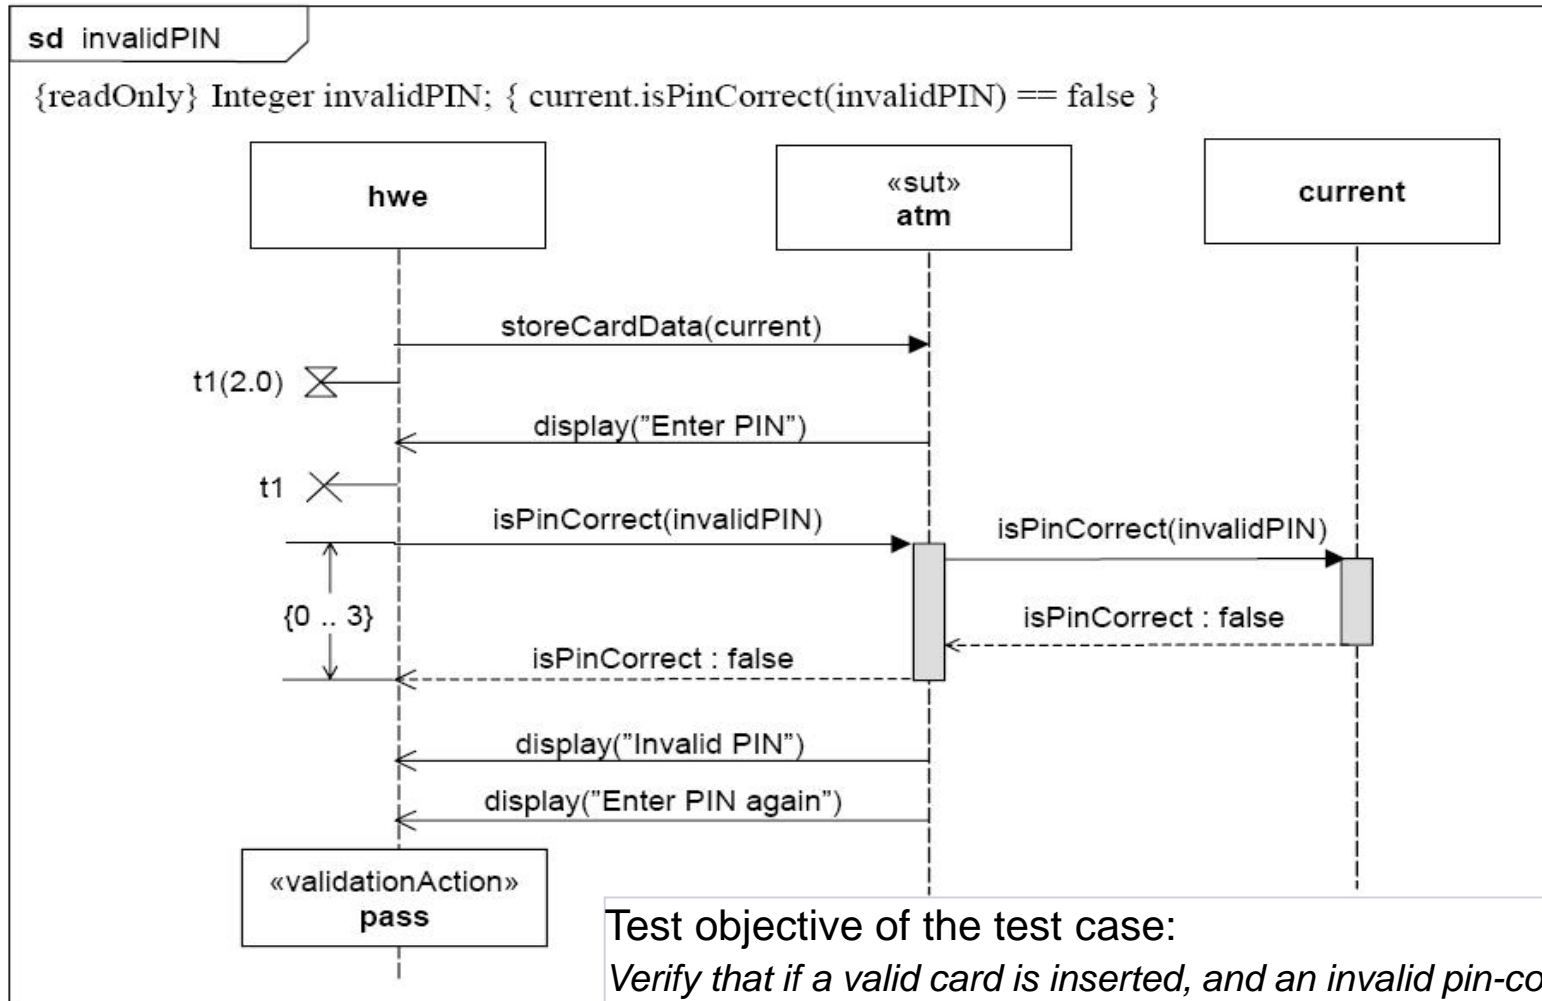 sd invalidPIN
{readOnly} Integer invalidPIN; { current.isPinCorrect(invalidPIN) == false }
hwe
«sut»
atm
current
storeCardData(current)
t1(2.0)
display("Enter PIN")
t1
isPinCorrect(invalidPIN)
isPinCorrect(invalidPIN)
{0 .. 3}
isPinCorrect : false
isPinCorrect : false
display(”Invalid PIN”)
display(”Enter PIN again”)
«validationAction»
pass
Test objective of the test case:
Verify that if a valid card is inserted, and an invalid pin-co